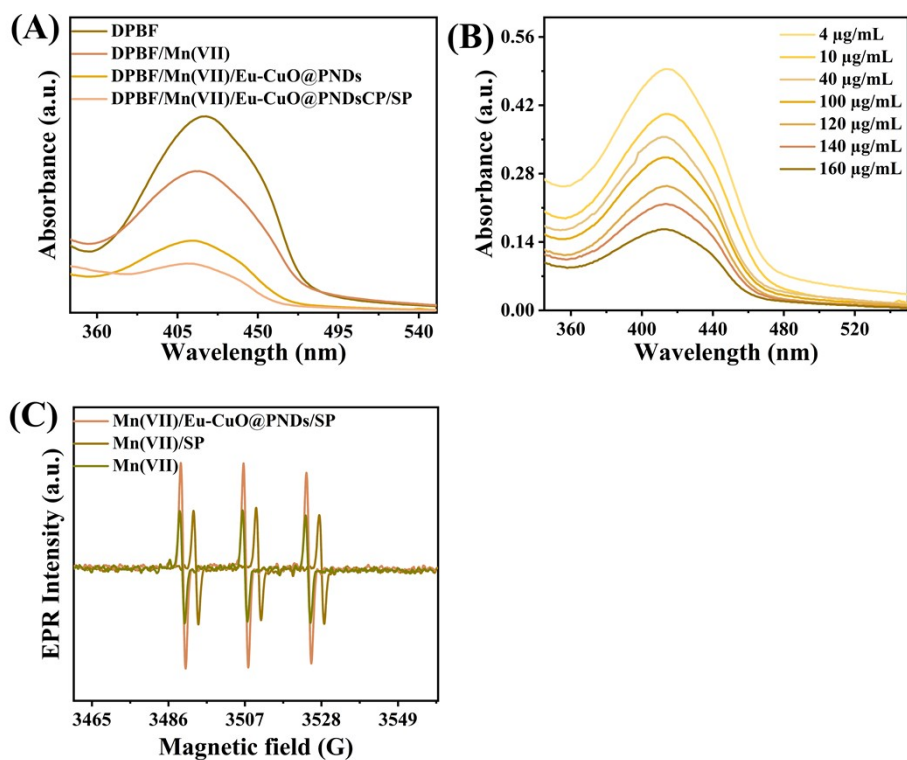 (A)
DPBF
DPBF/Mn(VII)
DPBF/Mn(VII)/Eu-CuO@PNDs
DPBF/Mn(VII)/Eu-CuO@PNDsCP/SP
Absorbance (a.u.)
360 405 450 495 540
Wavelength (nm)
(B)
4 µg/mL
10 µg/mL
40 µg/mL
100 µg/mL
120 µg/mL
140 µg/mL
160 µg/mL
Absorbance (a.u.)
0.56
0.42
0.28
0.14
0.00
360 400 440 480 520
Wavelength (nm)
(C)
Mn(VII)/Eu-CuO@PNDs/SP
Mn(VII)/SP
Mn(VII)
EPR Intensity (a.u.)
3465 3486 3507 3528 3549
Magnetic field (G)